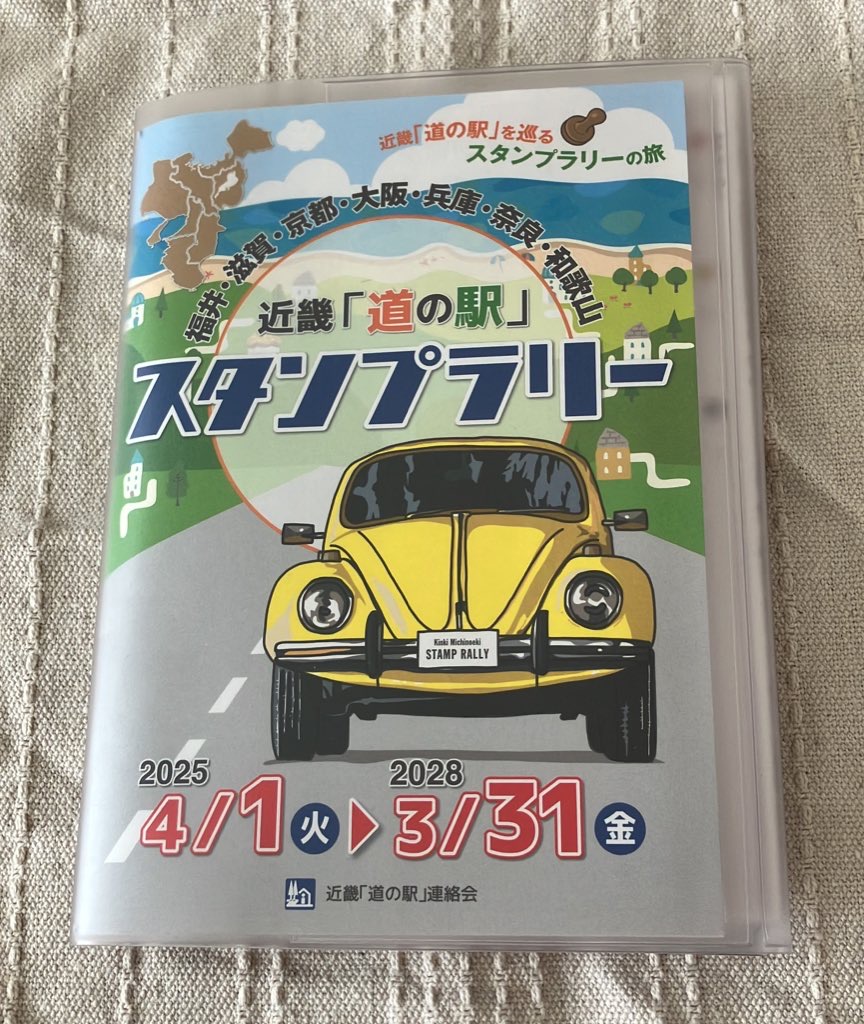 近畿「道の駅」を巡る
スタンプラリーの旅
福井・滋賀・京都・大阪・兵庫・奈良・和歌山
近畿「道の駅」
スタンプラリー
Kinki Michinoeki
STAMP RALLY
2025 2028
4/1火▶3/31金
近畿「道の駅」連絡会